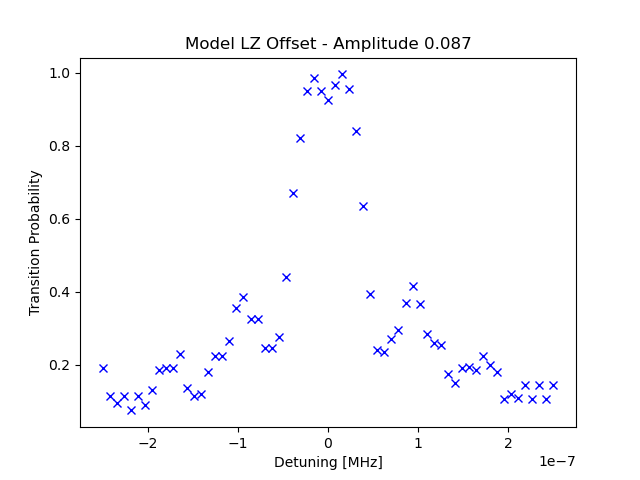 Model LZ Offset - Amplitude 0.087
1.0
0.8
0.6
0.4
0.2
Transition Probability
−2
−1
0
1
2
1e−7
Detuning [MHz]